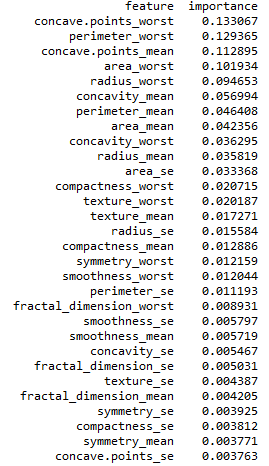 feature importance
concave.points_worst 0.133067
perimeter_worst 0.129365
concave.points_mean 0.112895
area_worst 0.101934
radius_worst 0.094653
concavity_mean 0.056994
perimeter_mean 0.046408
area_mean 0.042356
concavity_worst 0.036295
radius_mean 0.035819
area_se 0.033368
compactness_worst 0.020715
texture_worst 0.020187
texture_mean 0.017271
radius_se 0.015584
compactness_mean 0.012886
symmetry_worst 0.012159
smoothness_worst 0.012044
perimeter_se 0.011193
fractal_dimension_worst 0.008931
smoothness_se 0.005797
smoothness_mean 0.005719
concavity_se 0.005467
fractal_dimension_se 0.005031
texture_se 0.004387
fractal_dimension_mean 0.004205
symmetry_se 0.003925
compactness_se 0.003812
symmetry_mean 0.003771
concave.points_se 0.003763